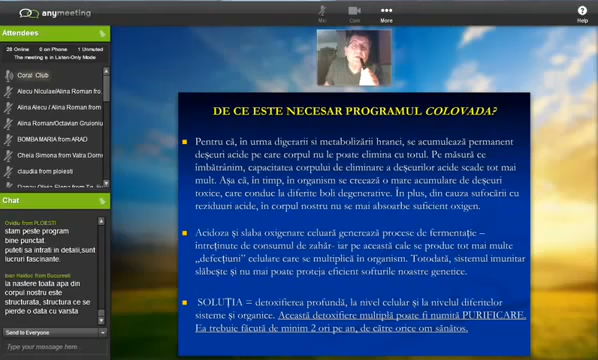 anymeeting
Mic
Cam
More
Help
Attendees
28 Online
0 on Phone
1 Unmuted
The meeting is in Listen-Only Mode
Coral Club
Alecu Niculae/Alina Roman fro
Alina Alecu / Alina Roman from
Alina Roman/Octavian Gruioniu
BOMBA MARIA from ARAD
Cheia Simona from Vatra Dorne
claudia from ploiesti
Chat
Ovidiu from PLOIESTI
stam peste program
bine punctat.
puteti sa intrati in detalii,sunt
lucruri fascinante.
Ioan Haiduc from Bucuresti
la nastere toata apa din
corpul nostru este
structurata, structura ce se
pierde o data cu varsta
Send to Everyone
Type your message here...
DE CE ESTE NECESAR PROGRAMUL COLOVADA?
Pentru că, în urma digerarii si metabolizării hranei, se acumulează permanent
deșeuri acide pe care corpul nu le poate elimina cu totul. Pe măsură ce
îmbătrânim, capacitatea corpului de eliminare a deșeurilor acide scade tot mai
mult. Așa că, în timp, în organism se creează o mare acumulare de deșeuri
toxice, care conduc la diferite boli degenerative. În plus, din cauza sufocării cu
reziduuri acide, în corpul nostru nu se mai absoarbe suficient oxigen.
Acidoza și slaba oxigenare celuară generează procese de fermentație –
întreținute de consumul de zahăr- iar pe această cale se produc tot mai multe
„defecțiuni” celulare care se multiplică în organism. Totodată, sistemul imunitar
slăbește și nu mai poate proteja eficient softurile noastre genetice.
SOLUȚIA = detoxifierea profundă, la nivel celular și la nivelul diferitelor
sisteme și organice. Această detoxifiere multiplă poate fi numită PURIFICARE.
Ea trebuie făcută de minim 2 ori pe an, de către orice om sănătos.